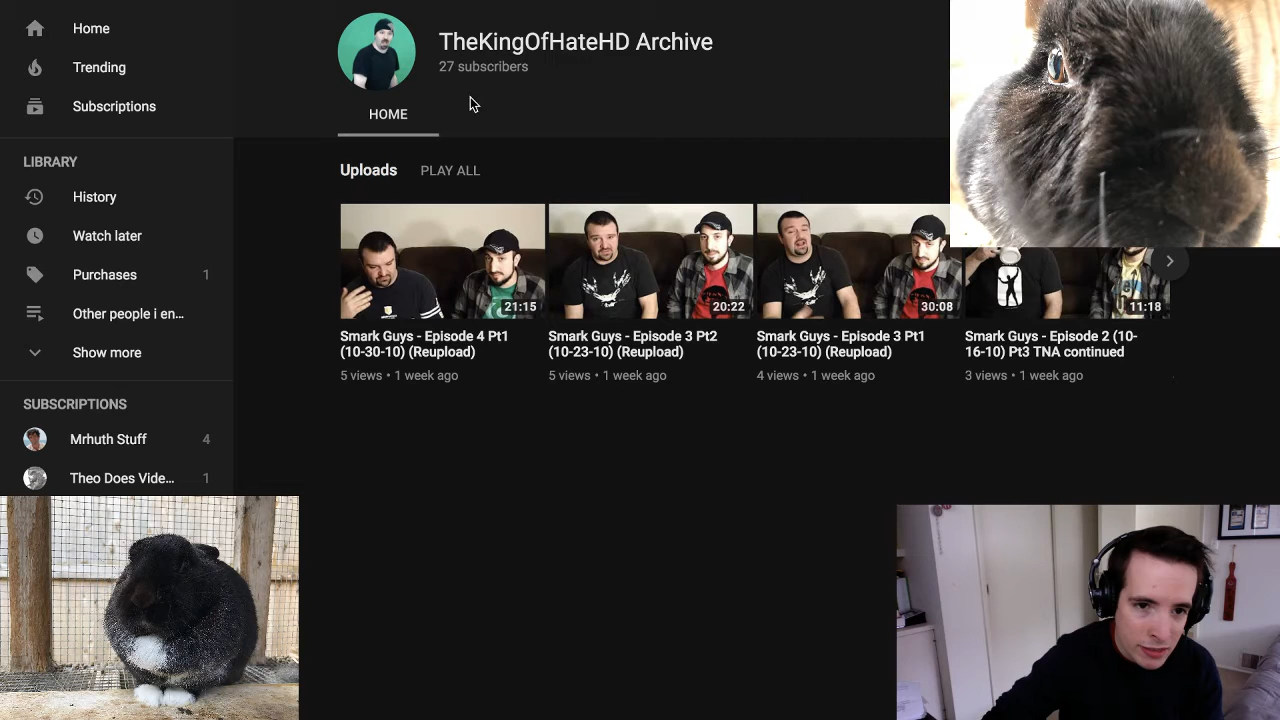 Home
Trending
Subscriptions
LIBRARY
History
Watch later
Purchases 1
Other people i en...
Show more
SUBSCRIPTIONS
Mrhuth Stuff 4
Theo Does Vide... 1
TheKingOfHateHD Archive
27 subscribers
HOME
Uploads PLAY ALL
21:15
Smark Guys - Episode 4 Pt1
(10-30-10) (Reupload)
5 views • 1 week ago
20:22
Smark Guys - Episode 3 Pt2
(10-23-10) (Reupload)
5 views • 1 week ago
30:08
Smark Guys - Episode 3 Pt1
(10-23-10) (Reupload)
4 views • 1 week ago
11:18
Smark Guys - Episode 2 (10-
16-10) Pt3 TNA continued
3 views • 1 week ago